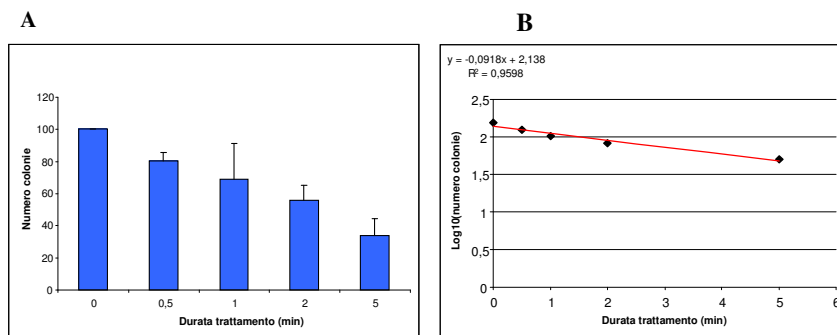 A
Numero colonie
120
100
80
60
40
20
0
0 0,5 1 2 5
Durata trattamento (min)
B
y = -0,0918x + 2,138
R² = 0,9598
Log10(numero colonie)
2,5
2
1,5
1
0,5
0
0 1 2 3 4 5 6
Durata trattamento (min)